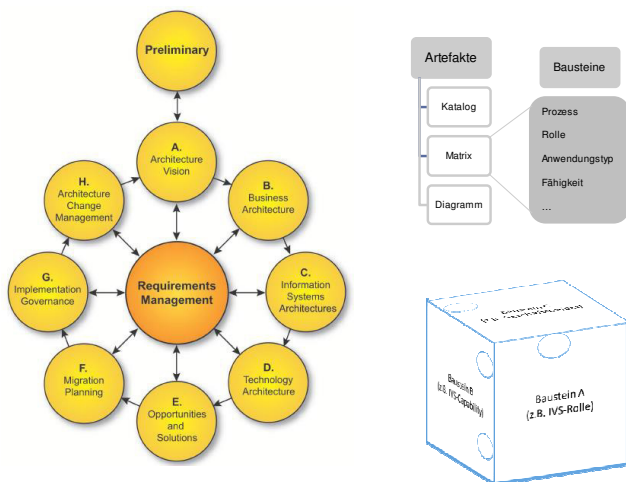 Preliminary
A.
Architecture
Vision
H.
Architecture
Change
Management
B.
Business
Architecture
G.
Implementation
Governance
Requirements
Management
C.
Information
Systems
Architectures
F.
Migration
Planning
D.
Technology
Architecture
E.
Opportunities
and
Solutions
Artefakte
Katalog
Matrix
Diagramm
Bausteine
Prozess
Rolle
Anwendungstyp
Fähigkeit
...
Baustein B
(z.B. IVS-Capability)
Baustein A
(z.B. IVS-Rolle)